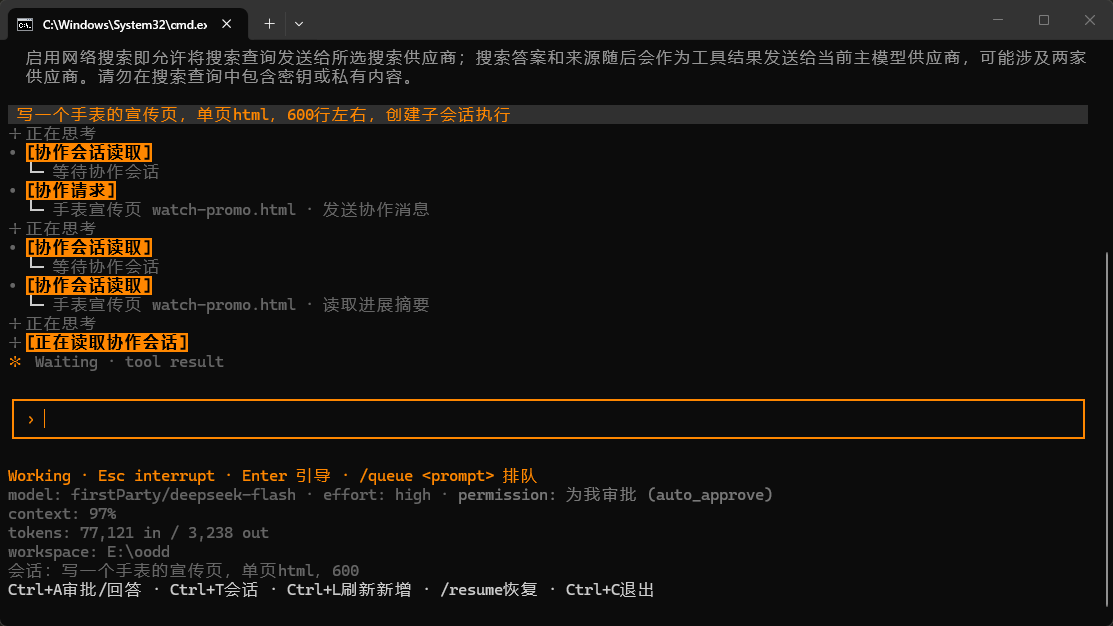 C:\Windows\System32\cmd.ex
启用网络搜索即允许将搜索查询发送给所选搜索供应商；搜索答案和来源随后会作为工具结果发送给当前主模型供应商，可能涉及两家
供应商。请勿在搜索查询中包含密钥或私有内容。
写一个手表的宣传页，单页html，600行左右，创建子会话执行
+ 正在思考
• [协作会话读取]
└ 等待协作会话
• [协作请求]
└ 手表宣传页 watch-promo.html · 发送协作消息
+ 正在思考
• [协作会话读取]
└ 等待协作会话
• [协作会话读取]
└ 手表宣传页 watch-promo.html · 读取进展摘要
+ 正在思考
+ [正在读取协作会话]
* Waiting · tool result
›
Working · Esc interrupt · Enter 引导 · /queue <prompt> 排队
model: firstParty/deepseek-flash · effort: high · permission: 为我审批 (auto_approve)
context: 97%
tokens: 77,121 in / 3,238 out
workspace: E:\oodd
会话: 写一个手表的宣传页，单页html，600
Ctrl+A审批/回答 · Ctrl+T会话 · Ctrl+L刷新新增 · /resume恢复 · Ctrl+C退出